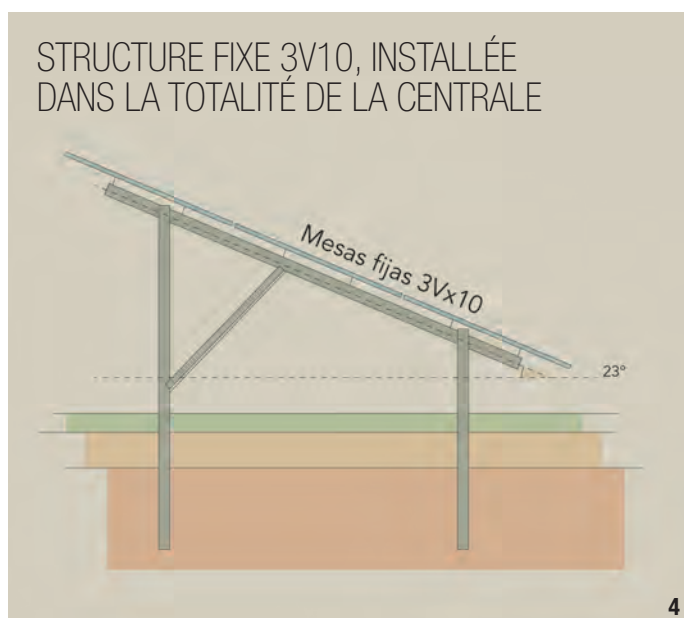 STRUCTURE FIXE 3V10, INSTALLÉE
DANS LA TOTALITÉ DE LA CENTRALE
Mesas fijas 3Vx10
23°
4